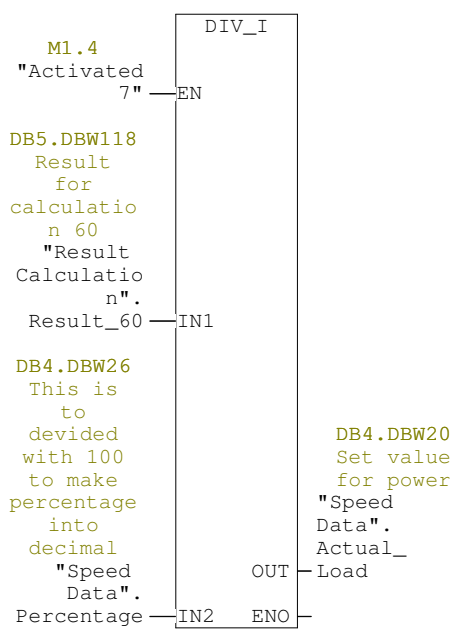 DIV_I
M1.4
"Activated
7"
EN
DB5.DBW118
Result
for
calculatio
n 60
"Result
Calculatio
n".
Result_60
IN1
DB4.DBW26
This is
to
devided
with 100
to make
percentage
into
decimal
"Speed
Data".
Percentage
IN2
DB4.DBW20
Set value
for power
"Speed
Data".
Actual_
Load
OUT
ENO